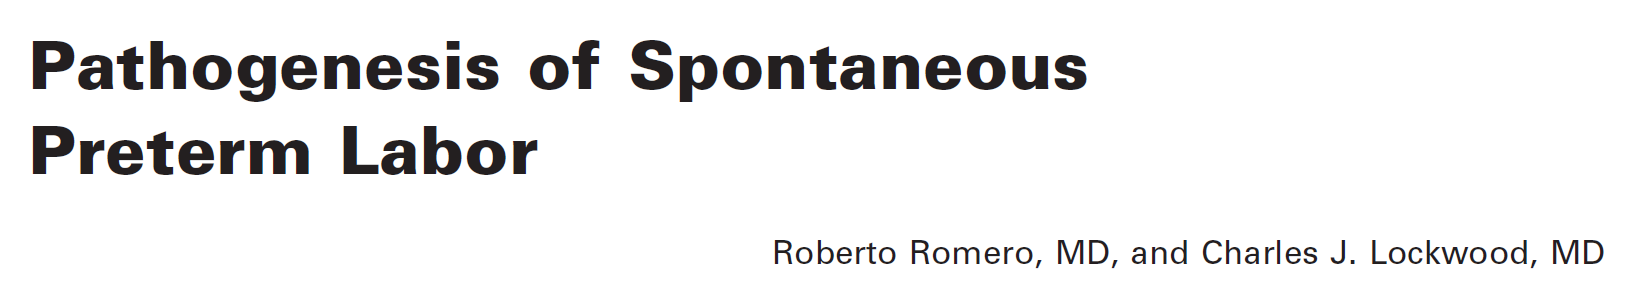 Pathogenesis of Spontaneous
Preterm Labor
Roberto Romero, MD, and Charles J. Lockwood, MD